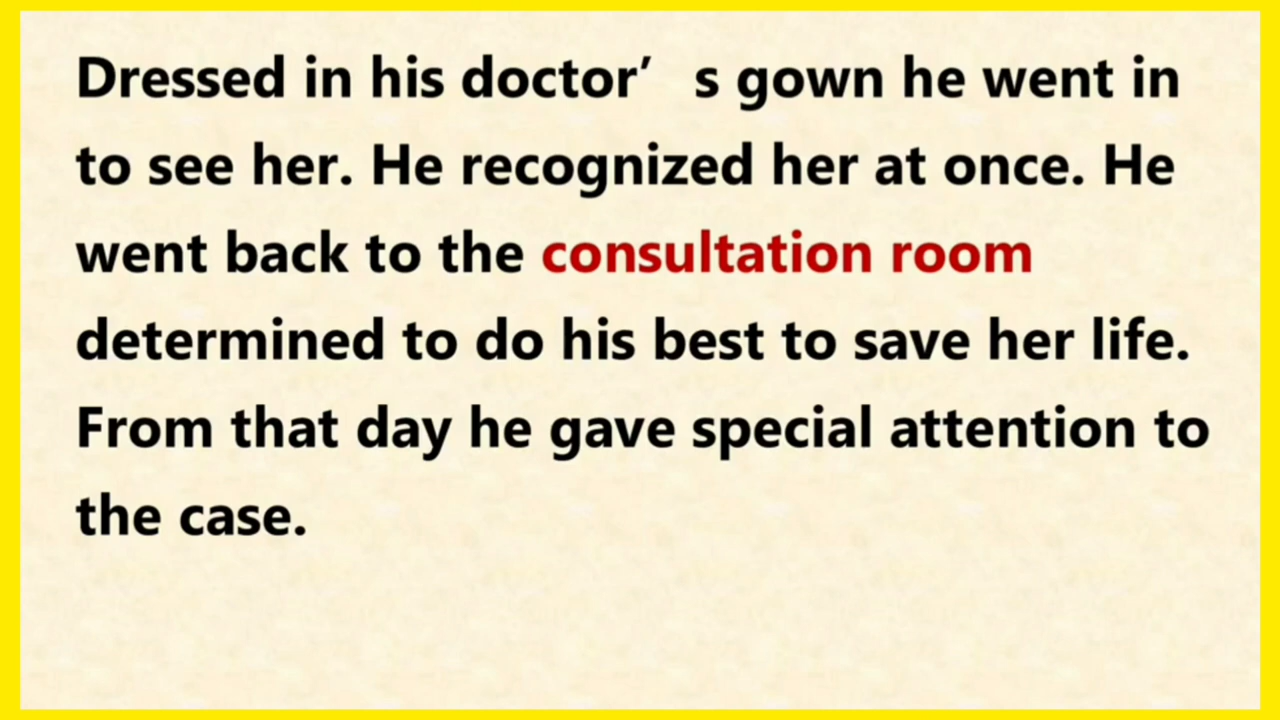 Dressed in his doctor’ s gown he went in
to see her. He recognized her at once. He
went back to the consultation room
determined to do his best to save her life.
From that day he gave special attention to
the case.